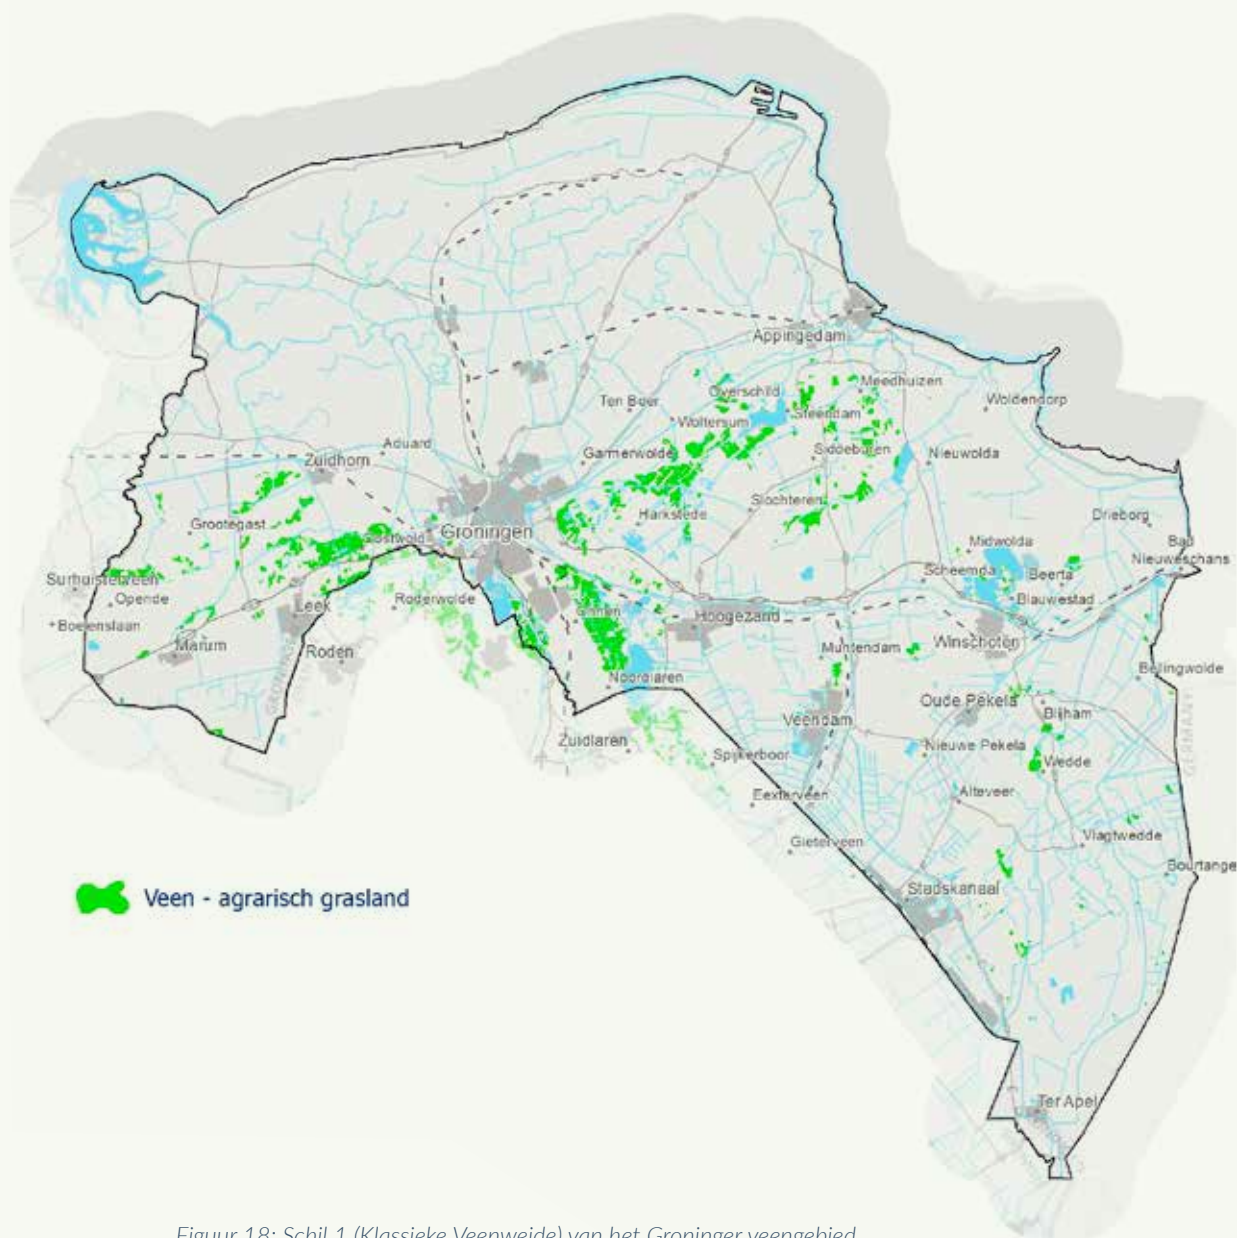 Appingedam
Meedhuizen
Overschild
Woldendorp
Ten Boer
Woltersum
Steendam
Aduard
Garmerwolde
Siddeburen
Nieuwolda
Zuidhorn
Slochteren
Harkstede
Drieborg
Grootegast
Groningen
Oostwold
Midwolda
Bad
Nieuweschans
Scheemda
Beerta
Surhuisterveen
Opende
Roderwolde
Leek
Blauwestad
Hoogezand
Boelenslaan
Marum
Roden
Muntendam
Winschoten
Bellingwolde
Noordlaren
Oude Pekela
Blijham
Veendam
Zuidlaren
Nieuwe Pekela
Spijkerboor
Wedde
GERMANY
Eexterveen
Alteveer
Gieterveen
Vlagtwedde
Bourtange
Stadskanaal
Veen - agrarisch grasland
Ter Apel
Figuur 18: Schil 1 (Klassieke Veenweide) van het Groninger veengebied